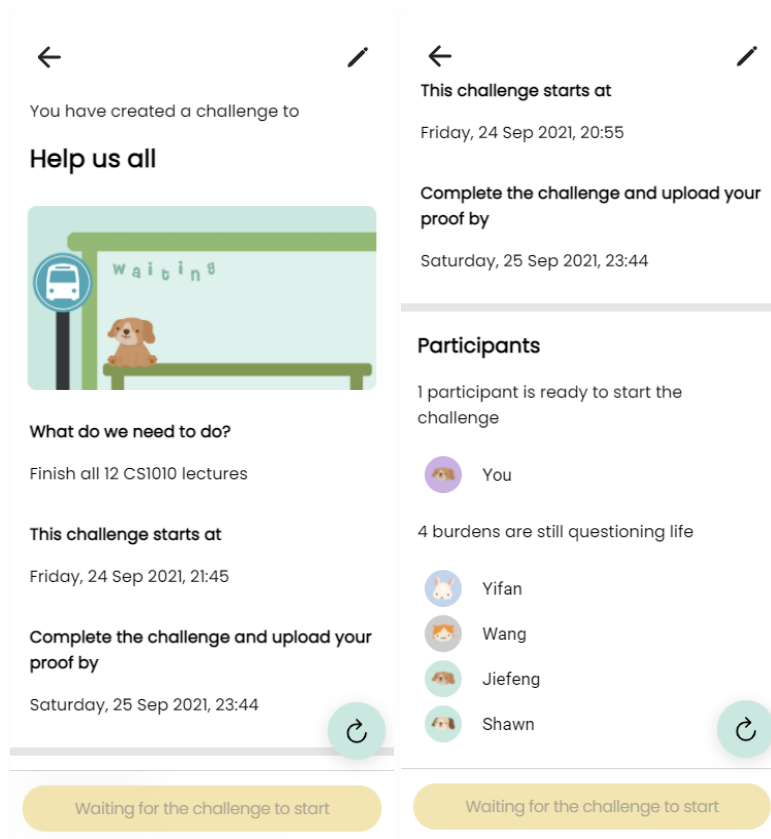 You have created a challenge to
Help us all
waiting
What do we need to do?
Finish all 12 CS1010 lectures
This challenge starts at
Friday, 24 Sep 2021, 21:45
Complete the challenge and upload your
proof by
Saturday, 25 Sep 2021, 23:44
Waiting for the challenge to start
This challenge starts at
Friday, 24 Sep 2021, 20:55
Complete the challenge and upload your
proof by
Saturday, 25 Sep 2021, 23:44
Participants
1 participant is ready to start the
challenge
You
4 burdens are still questioning life
Yifan
Wang
Jiefeng
Shawn
Waiting for the challenge to start